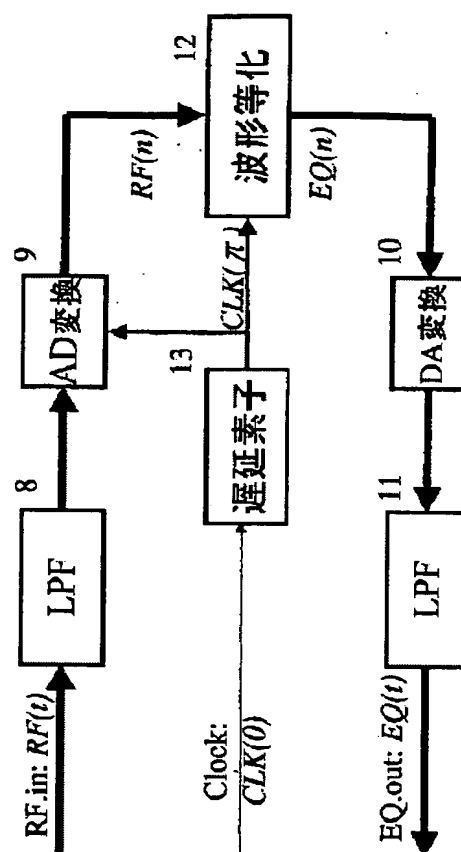 RF.in: RF(t)
LPF
8
AD変換
9
RF(n)
波形等化
12
Clock:
CLK(0)
遅延素子
13
CLK(π)
EQ(n)
EQ.out: EQ(t)
LPF
11
DA変換
10